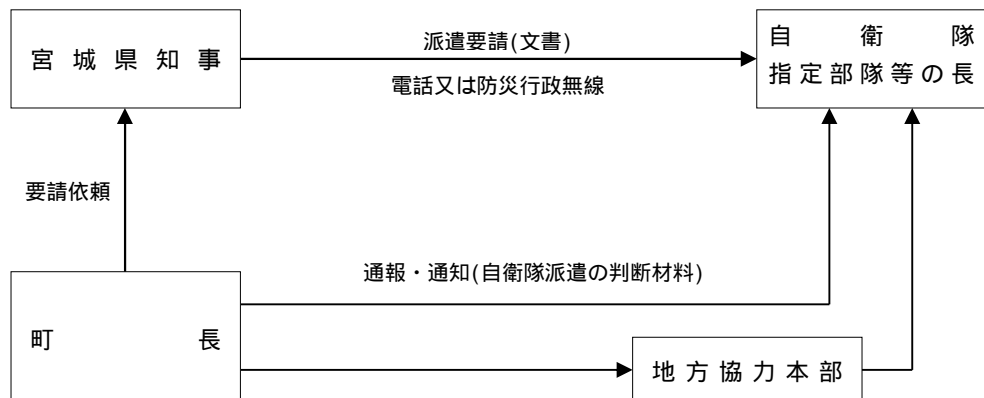 宮城県知事
派遣要請(文書)
電話又は防災行政無線
自衛隊
指定部隊等の長
要請依頼
通報・通知(自衛隊派遣の判断材料)
町長
地方協力本部